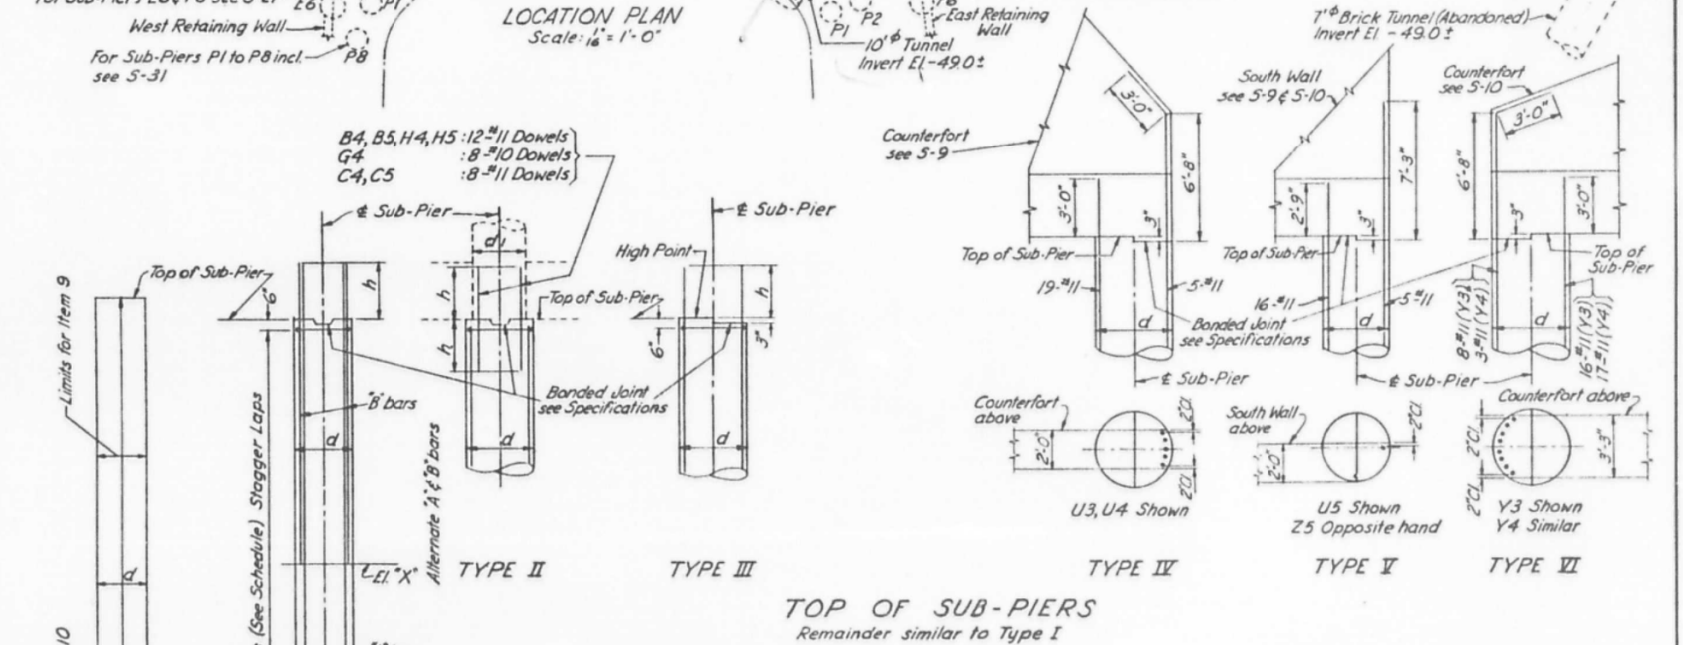 West Retaining Wall
For Sub-Piers P1 to P8 incl.
see S-31
P8
LOCATION PLAN
Scale: 1/16" = 1'-0"
P1
P2
East Retaining
Wall
10'ᶲ Tunnel
Invert El.-49.0±
7'ᶲ Brick Tunnel (Abandoned)
Invert El. -49.0±
B4, B5, H4, H5 : 12-#11 Dowels
G4 : 8-#10 Dowels
C4, C5 : 8-#11 Dowels
℄ Sub-Pier
℄ Sub-Pier
Limits for Item 9
Top of Sub-Pier
6"
h
d
"B" bars
d
El. "X"
(See Schedule) Stagger Laps
Alternate "A" & "B" bars
10
d
d₁
h
h
Top of Sub-Pier
d
TYPE II
High Point
h
6"
3"
Bonded Joint
see Specifications
d
TYPE III
Counterfort
see S-9
3'-0"
6'-8"
3'-0"
3"
Top of Sub-Pier
19-#11
5-#11
d
℄ Sub-Pier
Counterfort
above
2'-0"
2"Cl.
2"Cl.
U3, U4 Shown
TYPE IV
South Wall
see S-9 & S-10
7'-3"
2'-9"
3"
Top of Sub-Pier
16-#11
5-#11
Bonded Joint
see Specifications
d
℄ Sub-Pier
South Wall
above
2'-0"
2"Cl.
U5 Shown
Z5 Opposite hand
TYPE V
Counterfort
see S-10
3'-0"
6'-8"
3"
3'-0"
Top of
Sub-Pier
8-#11 (Y3)
3-#11 (Y4)
16-#11 (Y3)
17-#11 (Y4)
d
Counterfort above
2"Cl.
2"Cl.
3'-3"
Y3 Shown
Y4 Similar
TYPE VI
TOP OF SUB-PIERS
Remainder similar to Type I